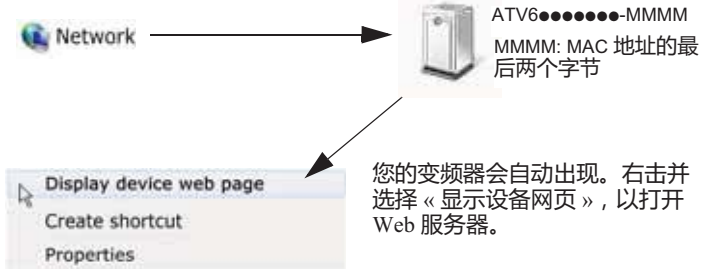 Network
ATV6●●●●●●●-MMMM
MMMM: MAC 地址的最
后两个字节
Display device web page
Create shortcut
Properties
您的变频器会自动出现。右击并
选择 « 显示设备网页 »，以打开
Web 服务器。